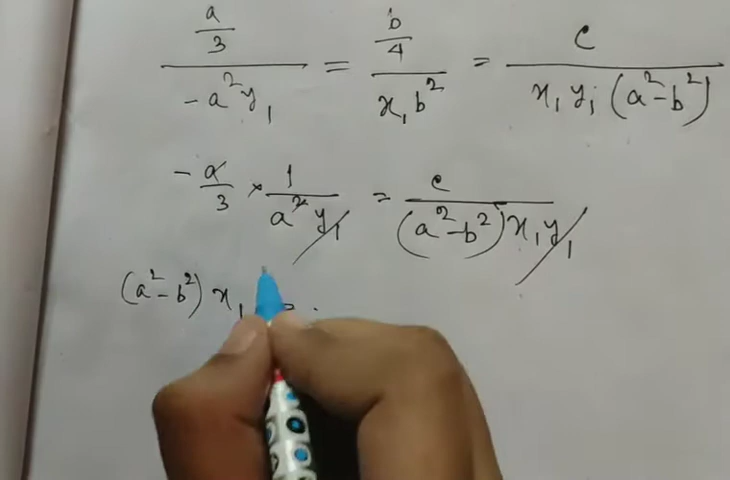 (a/3)/(-a²y₁) = (b/4)/(x₁b²) = c/(x₁y₁(a²-b²))
-a/3 × 1/(a²y₁) = c/((a²-b²)x₁y₁)
(a²-b²)x₁ =